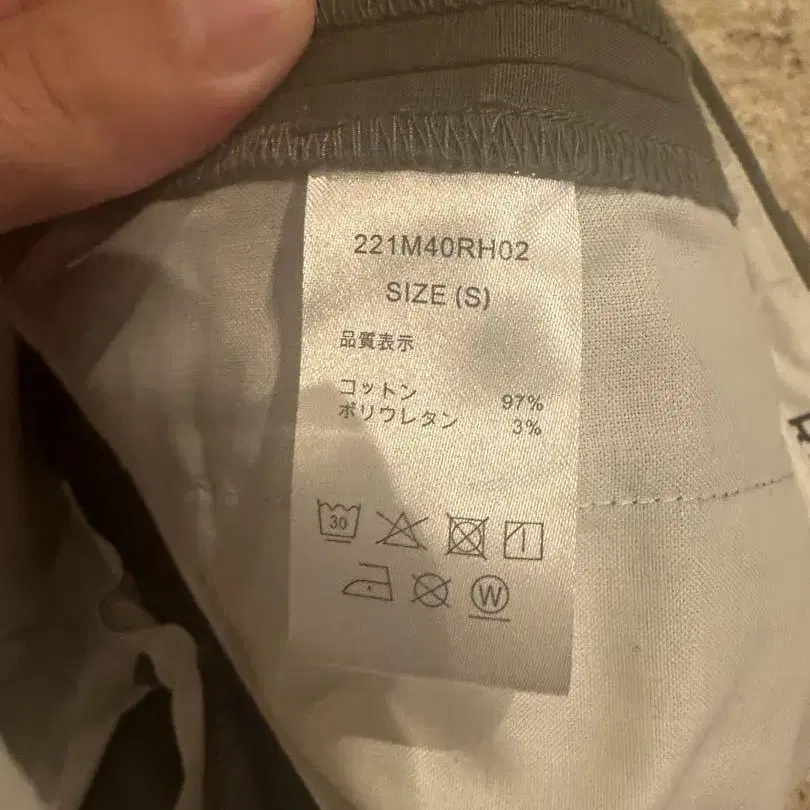 221M40RH02
SIZE (S)
品質表示
コットン 97%
ポリウレタン 3%
30
W